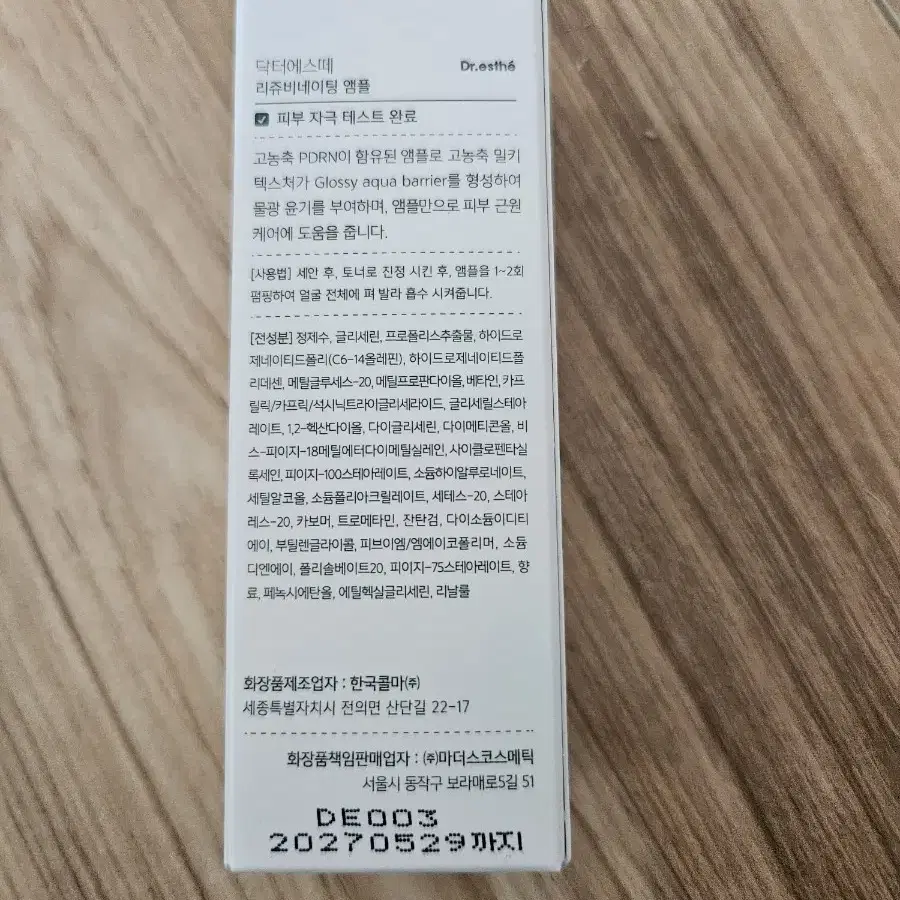 닥터에스떼 Dr.esthé
리쥬비네이팅 앰플
피부 자극 테스트 완료
고농축 PDRN이 함유된 앰플로 고농축 밀키
텍스처가 Glossy aqua barrier를 형성하여
물광 윤기를 부여하며, 앰플만으로 피부 근원
케어에 도움을 줍니다.
[사용법] 세안 후, 토너로 진정 시킨 후, 앰플을 1~2회
펌핑하여 얼굴 전체에 펴 발라 흡수 시켜줍니다.
[전성분] 정제수, 글리세린, 프로폴리스추출물, 하이드로
제네이티드폴리(C6-14올레핀), 하이드로제네이티드폴
리데센, 메틸글루세스-20, 메틸프로판다이올, 베타인, 카프
릴릭/카프릭/석시닉트라이글리세라이드, 글리세릴스테아
레이트, 1,2-헥산다이올, 다이글리세린, 다이메티콘올, 비
스-피이지-18메틸에터다이메틸실레인, 사이클로펜타실
록세인, 피이지-100스테아레이트, 소듐하이알루로네이트,
세틸알코올, 소듐폴리아크릴레이트, 세테스-20, 스테아
레스-20, 카보머, 트로메타민, 잔탄검, 다이소듐이디티
에이, 부틸렌글라이콜, 피브이엠/엠에이코폴리머, 소듐
디엔에이, 폴리솔베이트20, 피이지-75스테아레이트, 향
료, 페녹시에탄올, 에틸헥실글리세린, 리날룰
화장품제조업자 : 한국콜마㈜
세종특별자치시 전의면 산단길 22-17
화장품책임판매업자 : ㈜마더스코스메틱
서울시 동작구 보라매로5길 51
DE003
20270529까지